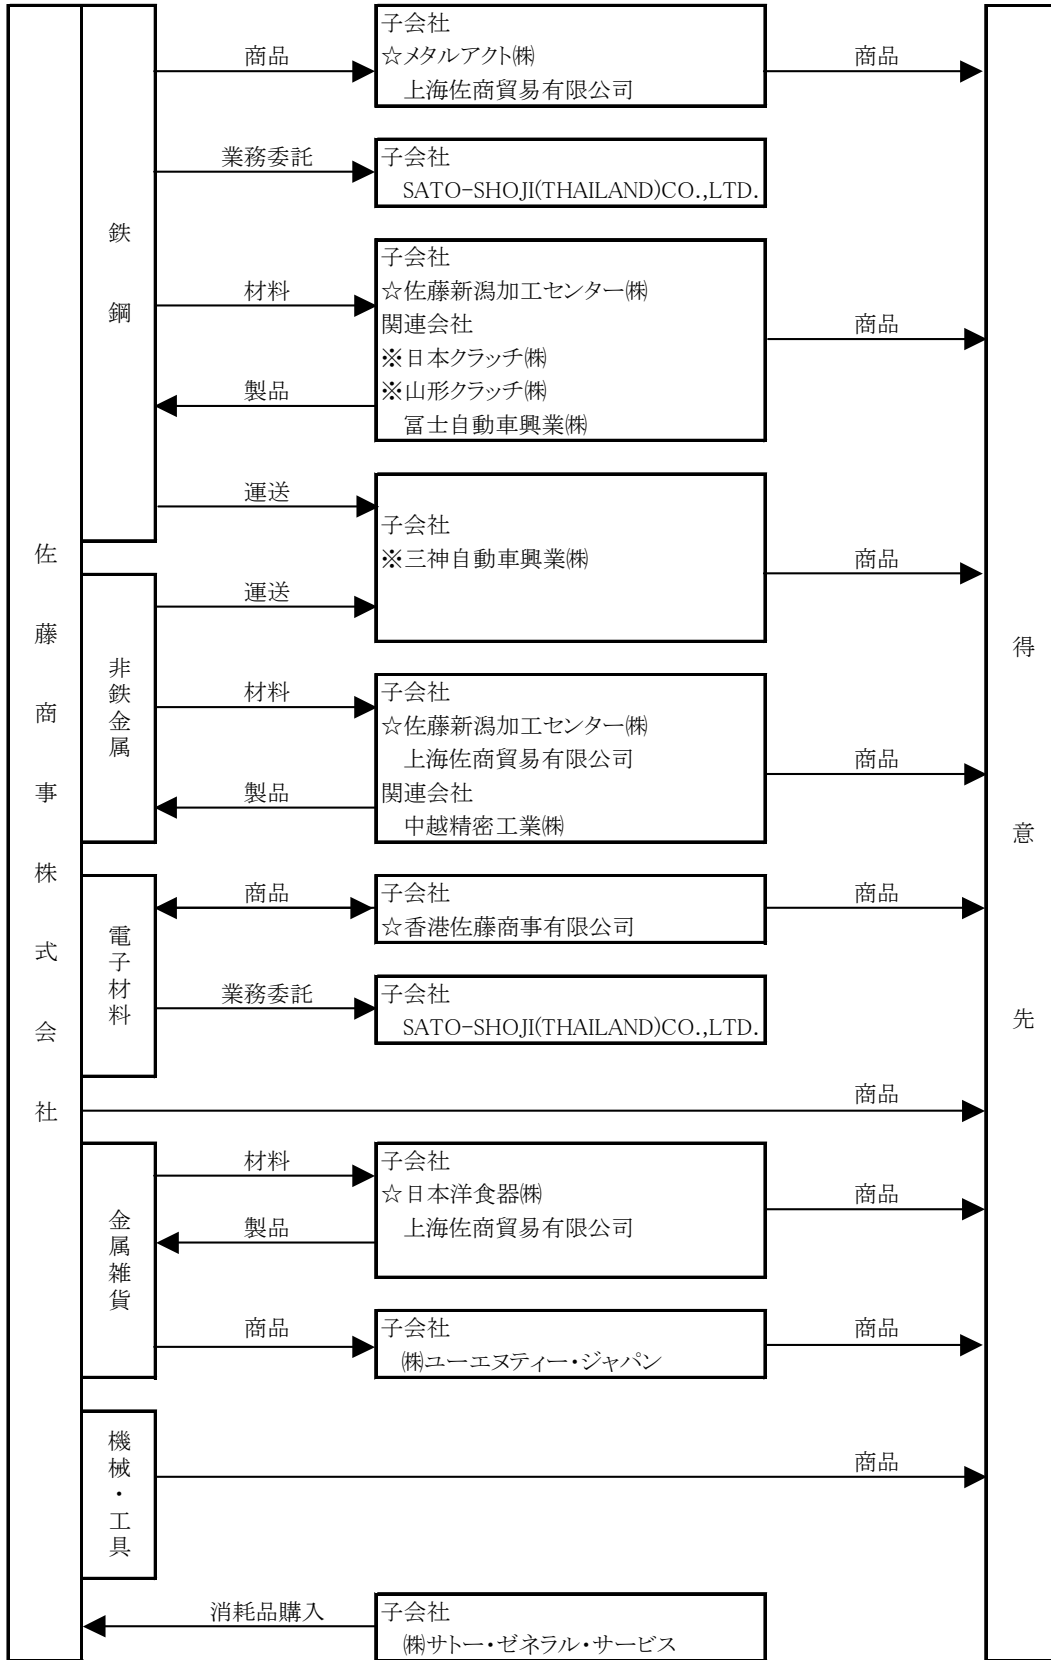 佐藤商事株式会社
鉄鋼
商品
子会社
☆メタルアクト㈱
上海佐商貿易有限公司
商品
業務委託
子会社
SATO-SHOJI(THAILAND)CO.,LTD.
材料
製品
子会社
☆佐藤新潟加工センター㈱
関連会社
※日本クラッチ㈱
※山形クラッチ㈱
冨士自動車興業㈱
商品
運送
非鉄金属
運送
子会社
※三神自動車興業㈱
商品
材料
製品
子会社
☆佐藤新潟加工センター㈱
上海佐商貿易有限公司
関連会社
中越精密工業㈱
商品
電子材料
商品
子会社
☆香港佐藤商事有限公司
商品
業務委託
子会社
SATO-SHOJI(THAILAND)CO.,LTD.
商品
金属雑貨
材料
製品
子会社
☆日本洋食器㈱
上海佐商貿易有限公司
商品
商品
子会社
㈱ユーエヌティー・ジャパン
商品
機械・工具
商品
消耗品購入
子会社
㈱サトー・ゼネラル・サービス
得意先